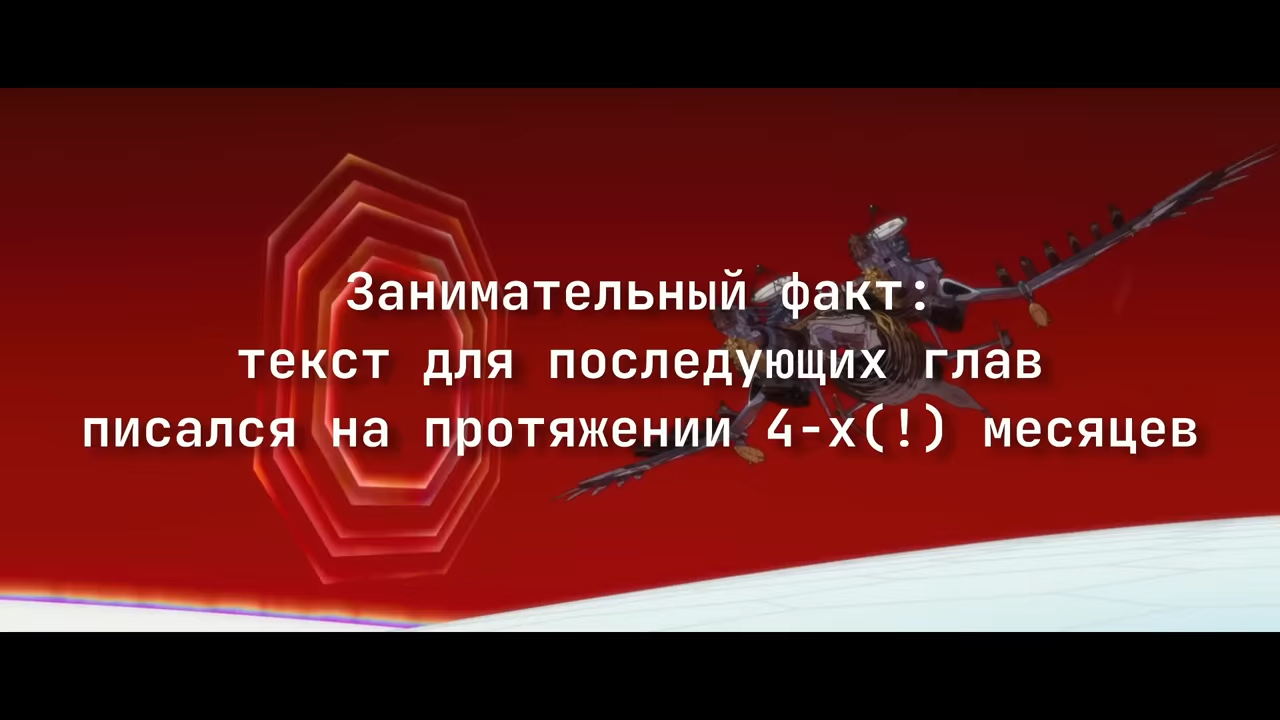 Занимательный факт:
текст для последующих глав
писался на протяжении 4-х(!) месяцев